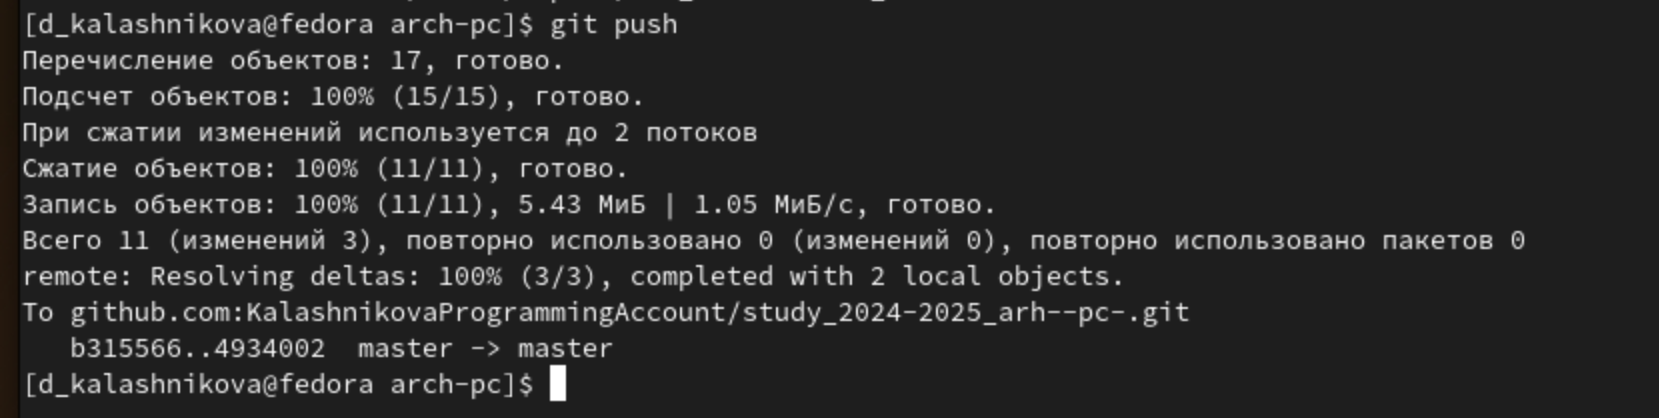 [d_kalashnikova@fedora arch-pc]$ git push
Перечисление объектов: 17, готово.
Подсчет объектов: 100% (15/15), готово.
При сжатии изменений используется до 2 потоков
Сжатие объектов: 100% (11/11), готово.
Запись объектов: 100% (11/11), 5.43 МиБ | 1.05 МиБ/с, готово.
Всего 11 (изменений 3), повторно использовано 0 (изменений 0), повторно использовано пакетов 0
remote: Resolving deltas: 100% (3/3), completed with 2 local objects.
To github.com:KalashnikovaProgrammingAccount/study_2024-2025_arh--pc-.git
   b315566..4934002  master -> master
[d_kalashnikova@fedora arch-pc]$